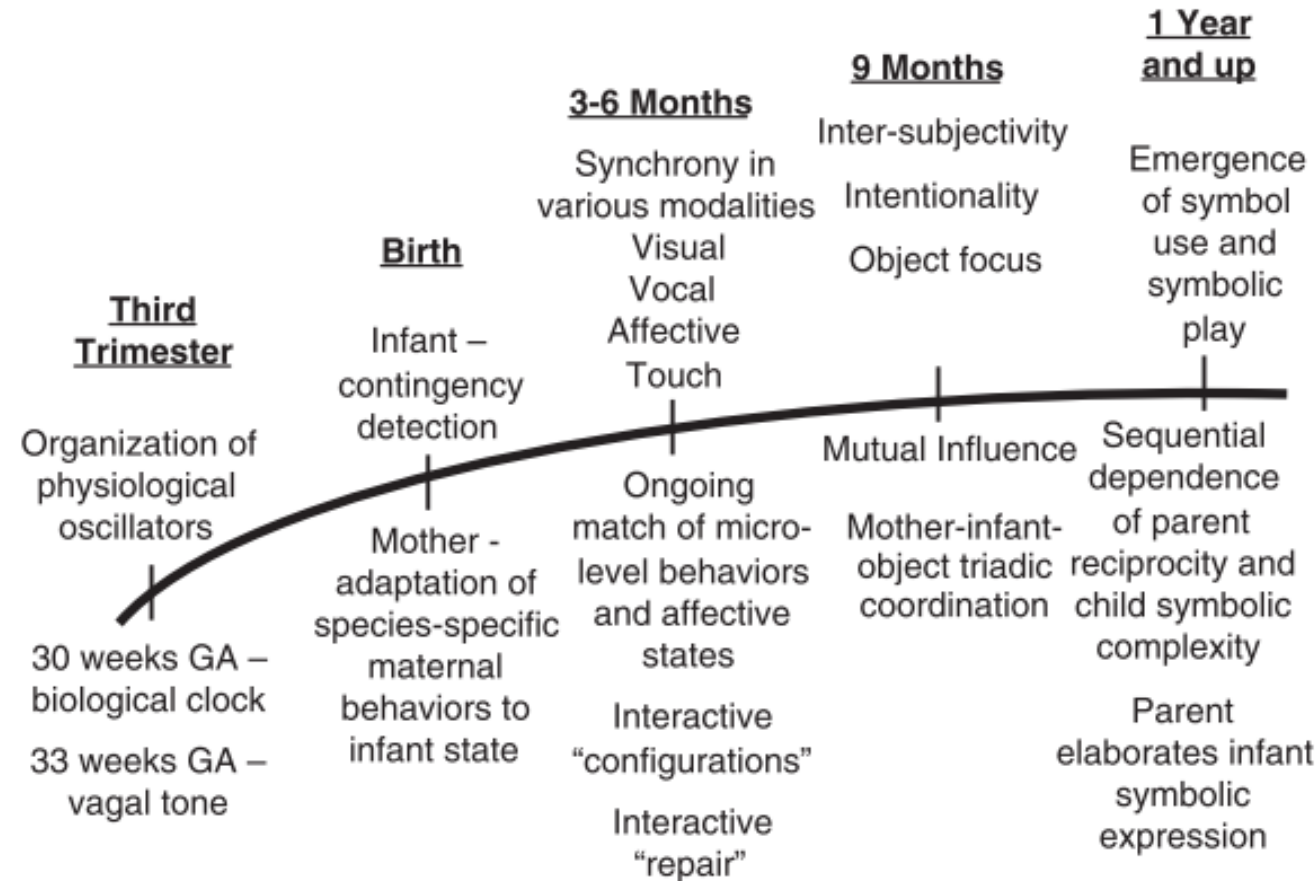 Third
Trimester
Organization of
physiological
oscillators
30 weeks GA –
biological clock
33 weeks GA –
vagal tone
Birth
Infant –
contingency
detection
Mother -
adaptation of
species-specific
maternal
behaviors to
infant state
3-6 Months
Synchrony in
various modalities
Visual
Vocal
Affective
Touch
Ongoing
match of micro-
level behaviors
and affective
states
Interactive
“configurations”
Interactive
“repair”
9 Months
Inter-subjectivity
Intentionality
Object focus
Mutual Influence
Mother-infant-
object triadic
coordination
1 Year
and up
Emergence
of symbol
use and
symbolic
play
Sequential
dependence
of parent
reciprocity and
child symbolic
complexity
Parent
elaborates infant
symbolic
expression